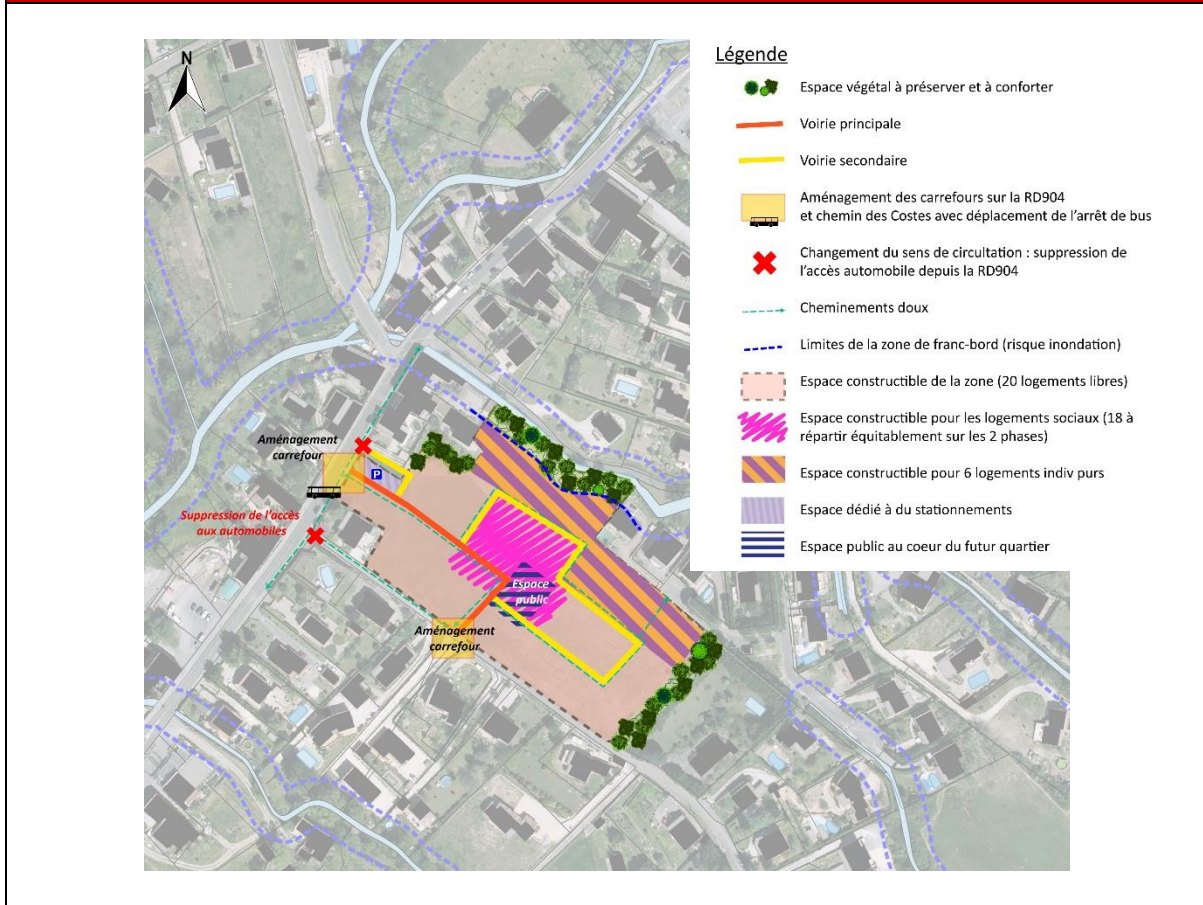 N
Légende
Espace végétal à préserver et à conforter
Voirie principale
Voirie secondaire
Aménagement des carrefours sur la RD904
et chemin des Costes avec déplacement de l'arrêt de bus
Changement du sens de circultation : suppression de
l'accès automobile depuis la RD904
Cheminements doux
Limites de la zone de franc-bord (risque inondation)
Espace constructible de la zone (20 logements libres)
Espace constructible pour les logements sociaux (18 à
répartir équitablement sur les 2 phases)
Espace constructible pour 6 logements indiv purs
Espace dédié à du stationnements
Espace public au coeur du futur quartier
Aménagement
carrefour
P
Suppression de l'accès
aux automobiles
Espace
public
Aménagement
carrefour